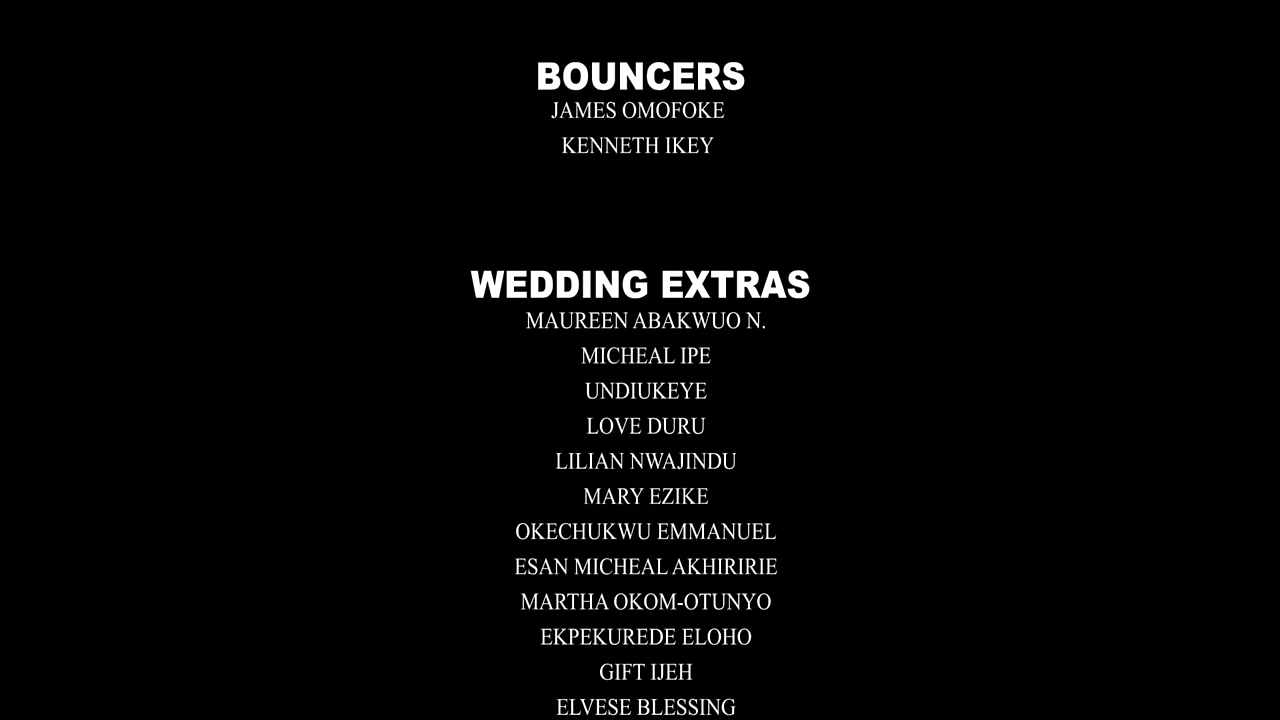 BOUNCERS
JAMES OMOFOKE
KENNETH IKEY
WEDDING EXTRAS
MAUREEN ABAKWUO N.
MICHEAL IPE
UNDIUKEYE
LOVE DURU
LILIAN NWAJINDU
MARY EZIKE
OKECHUKWU EMMANUEL
ESAN MICHEAL AKHIRIRIE
MARTHA OKOM-OTUNYO
EKPEKUREDE ELOHO
GIFT IJEH
ELVESE BLESSING